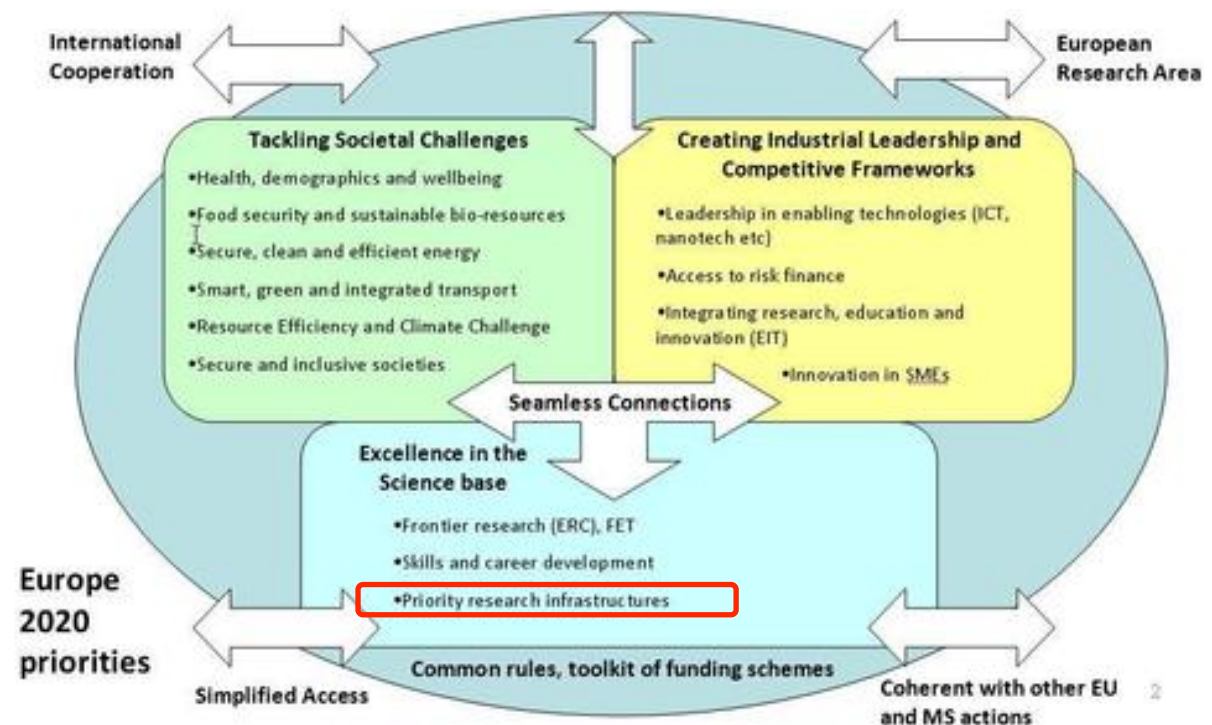 International
Cooperation
European
Research Area
Tackling Societal Challenges
•Health, demographics and wellbeing
•Food security and sustainable bio-resources
•Secure, clean and efficient energy
•Smart, green and integrated transport
•Resource Efficiency and Climate Challenge
•Secure and inclusive societies
Creating Industrial Leadership and
Competitive Frameworks
•Leadership in enabling technologies (ICT,
nanotech etc)
•Access to risk finance
•Integrating research, education and
innovation (EIT)
•Innovation in SMEs
Seamless Connections
Excellence in the
Science base
•Frontier research (ERC), FET
•Skills and career development
•Priority research infrastructures
Europe
2020
priorities
Common rules, toolkit of funding schemes
Simplified Access
Coherent with other EU
and MS actions
2